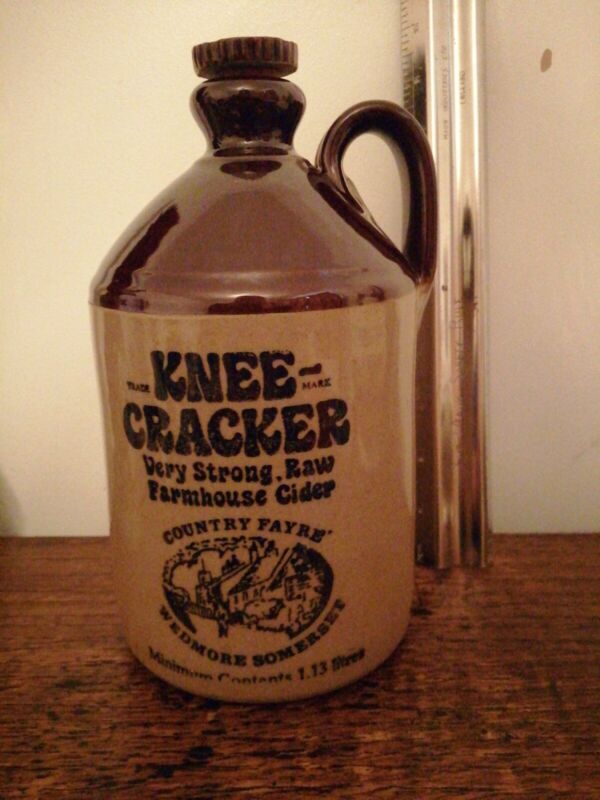 TRADE KNEE- MARK
CRACKER
Very Strong, Raw
Farmhouse Cider
COUNTRY FAYRE'
WEDMORE SOMERSET
Minimum Contents 1.13 litres